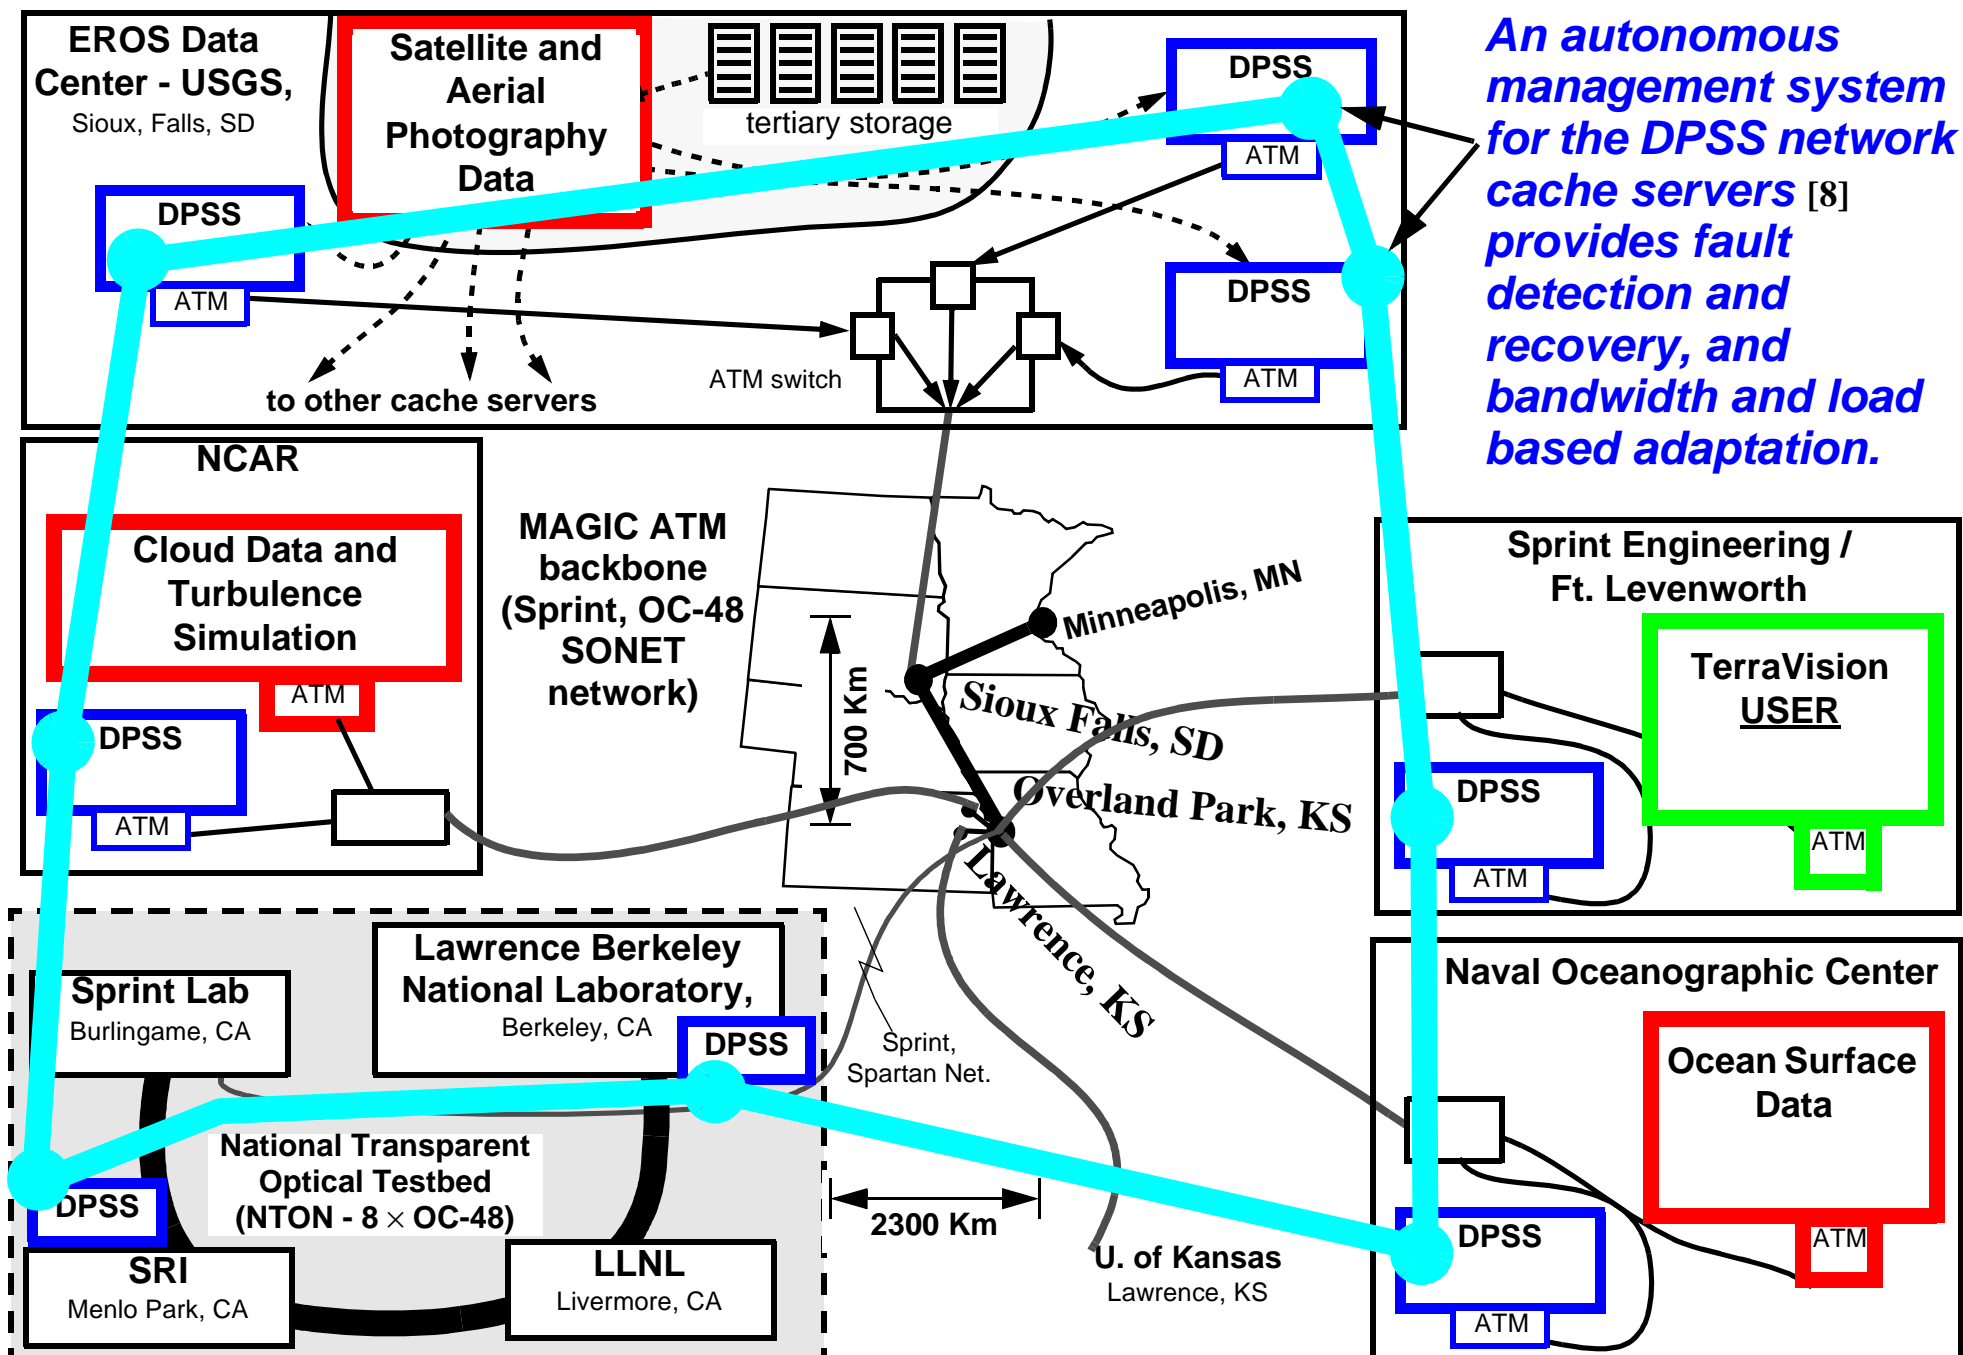 EROS Data
Center - USGS,
Sioux, Falls, SD
Satellite and
Aerial
Photography
Data
tertiary storage
DPSS
ATM
DPSS
ATM
DPSS
ATM
ATM switch
to other cache servers
An autonomous
management system
for the DPSS network
cache servers [8]
provides fault
detection and
recovery, and
bandwidth and load
based adaptation.
NCAR
Cloud Data and
Turbulence
Simulation
ATM
DPSS
ATM
MAGIC ATM
backbone
(Sprint, OC-48
SONET
network)
700 Km
Minneapolis, MN
Sioux Falls, SD
Overland Park, KS
Lawrence, KS
Sprint Engineering /
Ft. Levenworth
TerraVision
USER
ATM
DPSS
ATM
Sprint Lab
Burlingame, CA
Lawrence Berkeley
National Laboratory,
Berkeley, CA
DPSS
Sprint,
Spartan Net.
National Transparent
Optical Testbed
(NTON - 8 × OC-48)
DPSS
SRI
Menlo Park, CA
LLNL
Livermore, CA
2300 Km
U. of Kansas
Lawrence, KS
Naval Oceanographic Center
Ocean Surface
Data
ATM
DPSS
ATM